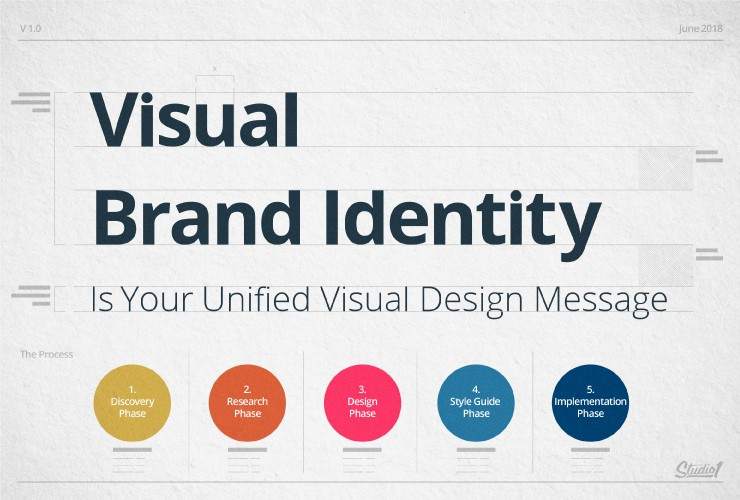 V 1.0
June 2018
x
Visual
Brand Identity
Is Your Unified Visual Design Message
The Process
1.
Discovery
Phase
2.
Research
Phase
3.
Design
Phase
4.
Style Guide
Phase
5.
Implementation
Phase
Studio1